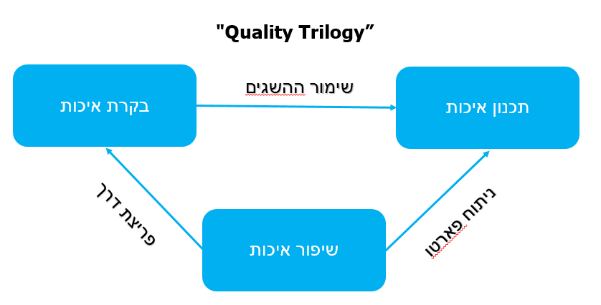 "Quality Trilogy”
שימור ההשגים
תכנון איכות
בקרת איכות
ניתוח פארטו
פריצת דרך
שיפור איכות